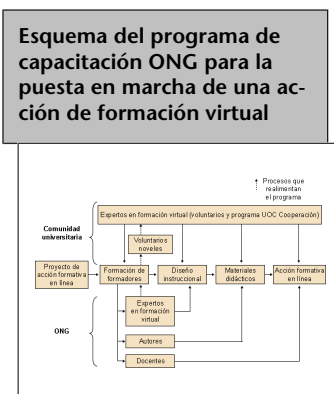 Esquema del programa de
capacitación ONG para la
puesta en marcha de una ac-
ción de formación virtual
Procesos que
realimentan
el programa
Expertos en formación virtual (voluntarios y programa UOC Cooperación)
Comunidad
universitaria
Voluntarios
noveles
Proyecto de
acción formativa
en línea
Formación de
formadores
Diseño
instruccional
Materiales
didácticos
Acción formativa
en línea
Expertos
en formación
virtual
ONG
Autores
Docentes